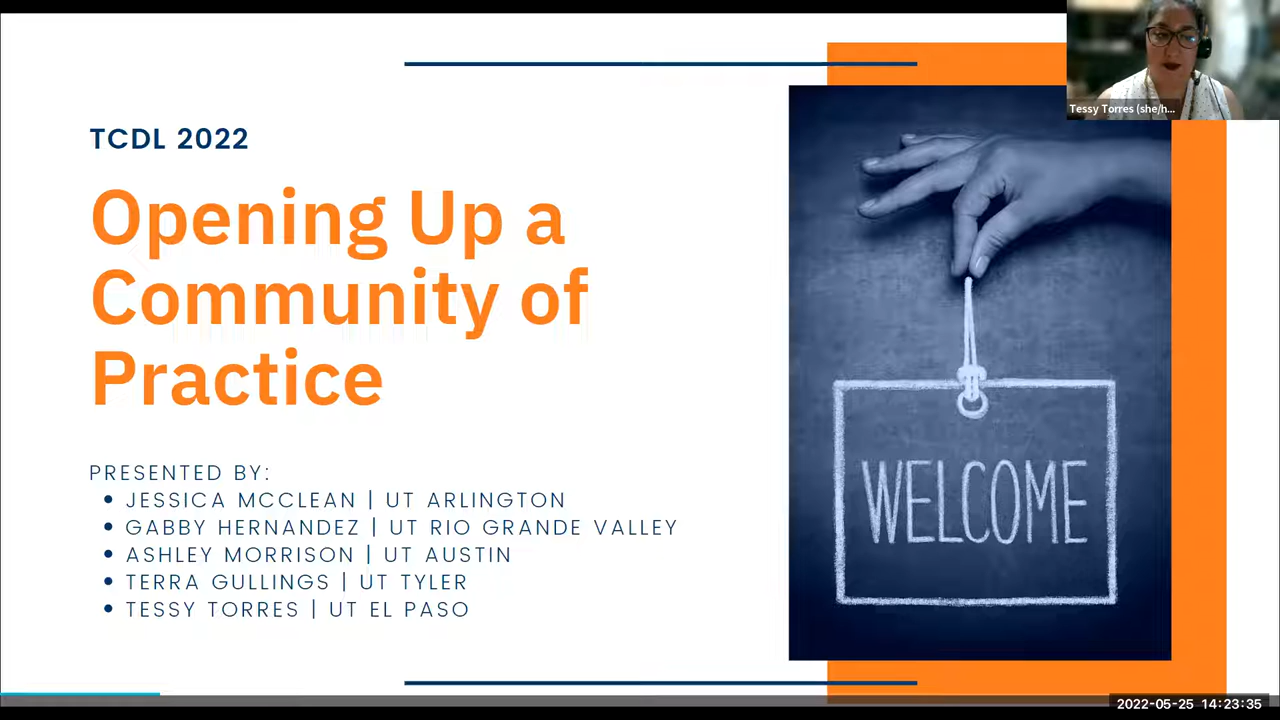 TCDL 2022
Opening Up a
Community of
Practice
PRESENTED BY:
• JESSICA MCCLEAN | UT ARLINGTON
• GABBY HERNANDEZ | UT RIO GRANDE VALLEY
• ASHLEY MORRISON | UT AUSTIN
• TERRA GULLINGS | UT TYLER
• TESSY TORRES | UT EL PASO
WELCOME
Tessy Torres (she/h...
2022-05-25 14:23:35